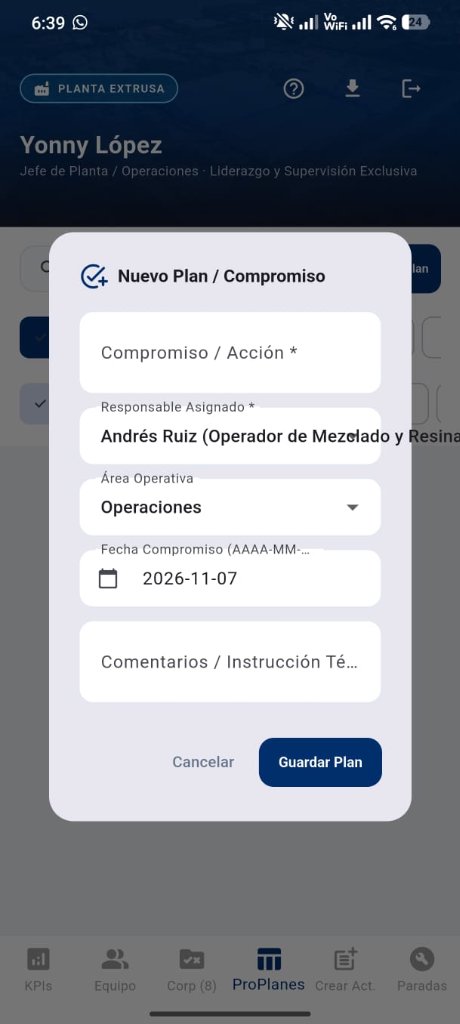 6:39
Vo
WiFi
6
24
PLANTA EXTRUSA
Yonny López
Jefe de Planta / Operaciones · Liderazgo y Supervisión Exclusiva
lan
Nuevo Plan / Compromiso
Compromiso / Acción *
Responsable Asignado *
Andrés Ruiz (Operador de Mezclado y Resina
Área Operativa
Operaciones
Fecha Compromiso (AAAA-MM-...
2026-11-07
Comentarios / Instrucción Té...
Cancelar
Guardar Plan
KPIs
Equipo
Corp (8)
ProPlanes
Crear Act.
Paradas